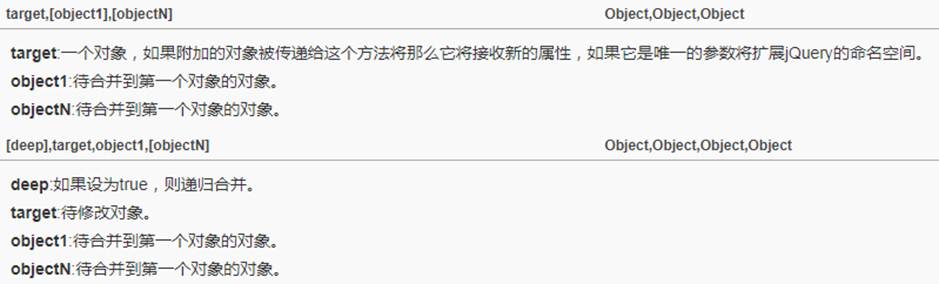 target,[object1],[objectN] Object,Object,Object
target:一个对象，如果附加的对象被传递给这个方法将那么它将接收新的属性，如果它是唯一的参数将扩展jQuery的命名空间。
object1:待合并到第一个对象的对象。
objectN:待合并到第一个对象的对象。
[deep],target,object1,[objectN] Object,Object,Object,Object
deep:如果设为true，则递归合并。
target:待修改对象。
object1:待合并到第一个对象的对象。
objectN:待合并到第一个对象的对象。